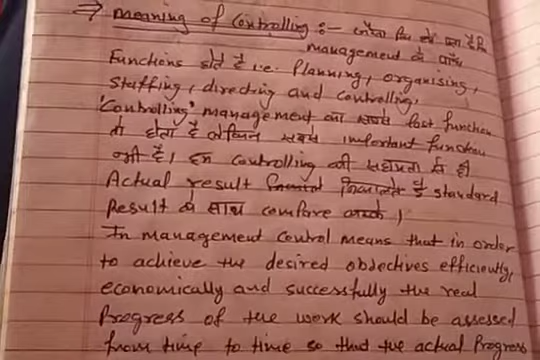 ⇒ Meaning of Controlling :- जैसा कि हमें पता है कि
management के पाँच
Functions होते हैं i.e. Planning, organising,
Staffing, directing and controlling.
'Controlling' management का सबसे last function
तो होता है लेकिन सबसे important function
भी है। हम controlling की सहायता से ही
Actual result निकालते हैं standard
Result के साथ compare करके।
In management control means that in order
to achieve the desired objectives efficiently,
economically and successfully the real
Progress of the work should be assessed
from time to time so that the actual Progress